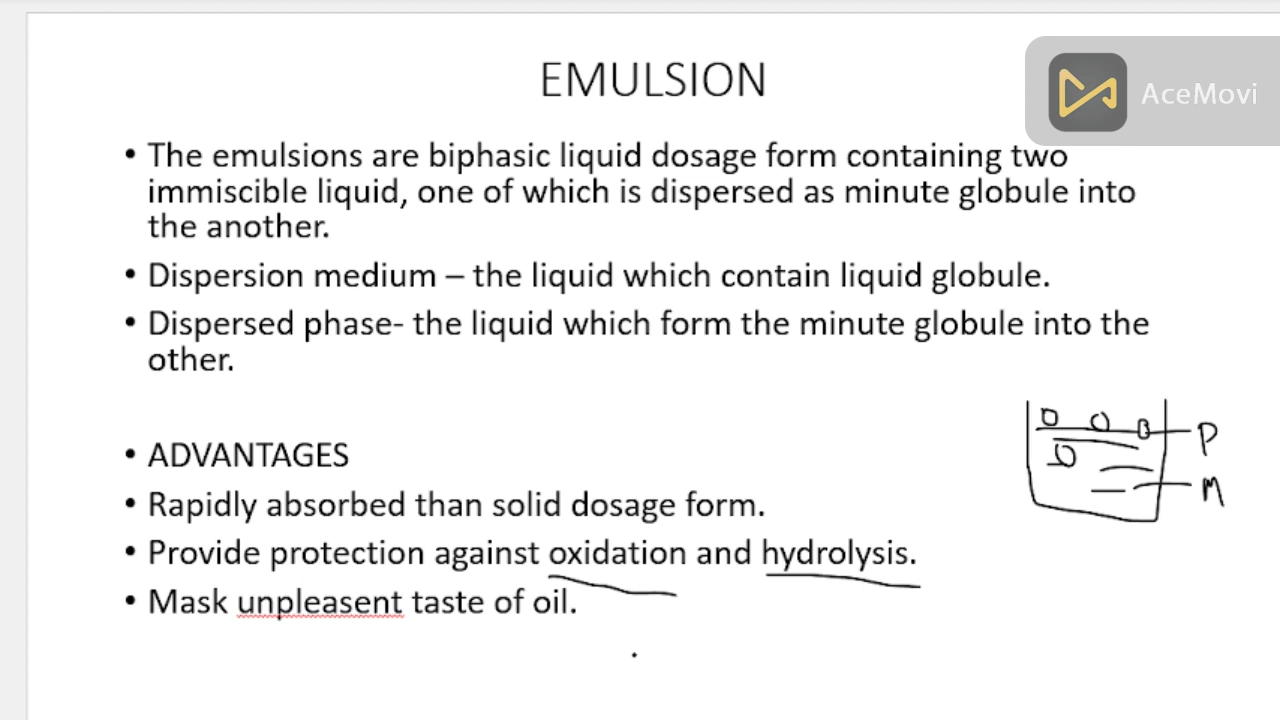 EMULSION
AceMovi
• The emulsions are biphasic liquid dosage form containing two
immiscible liquid, one of which is dispersed as minute globule into
the another.
• Dispersion medium – the liquid which contain liquid globule.
• Dispersed phase- the liquid which form the minute globule into the
other.
• ADVANTAGES
• Rapidly absorbed than solid dosage form.
• Provide protection against oxidation and hydrolysis.
• Mask unpleasent taste of oil.
P
M